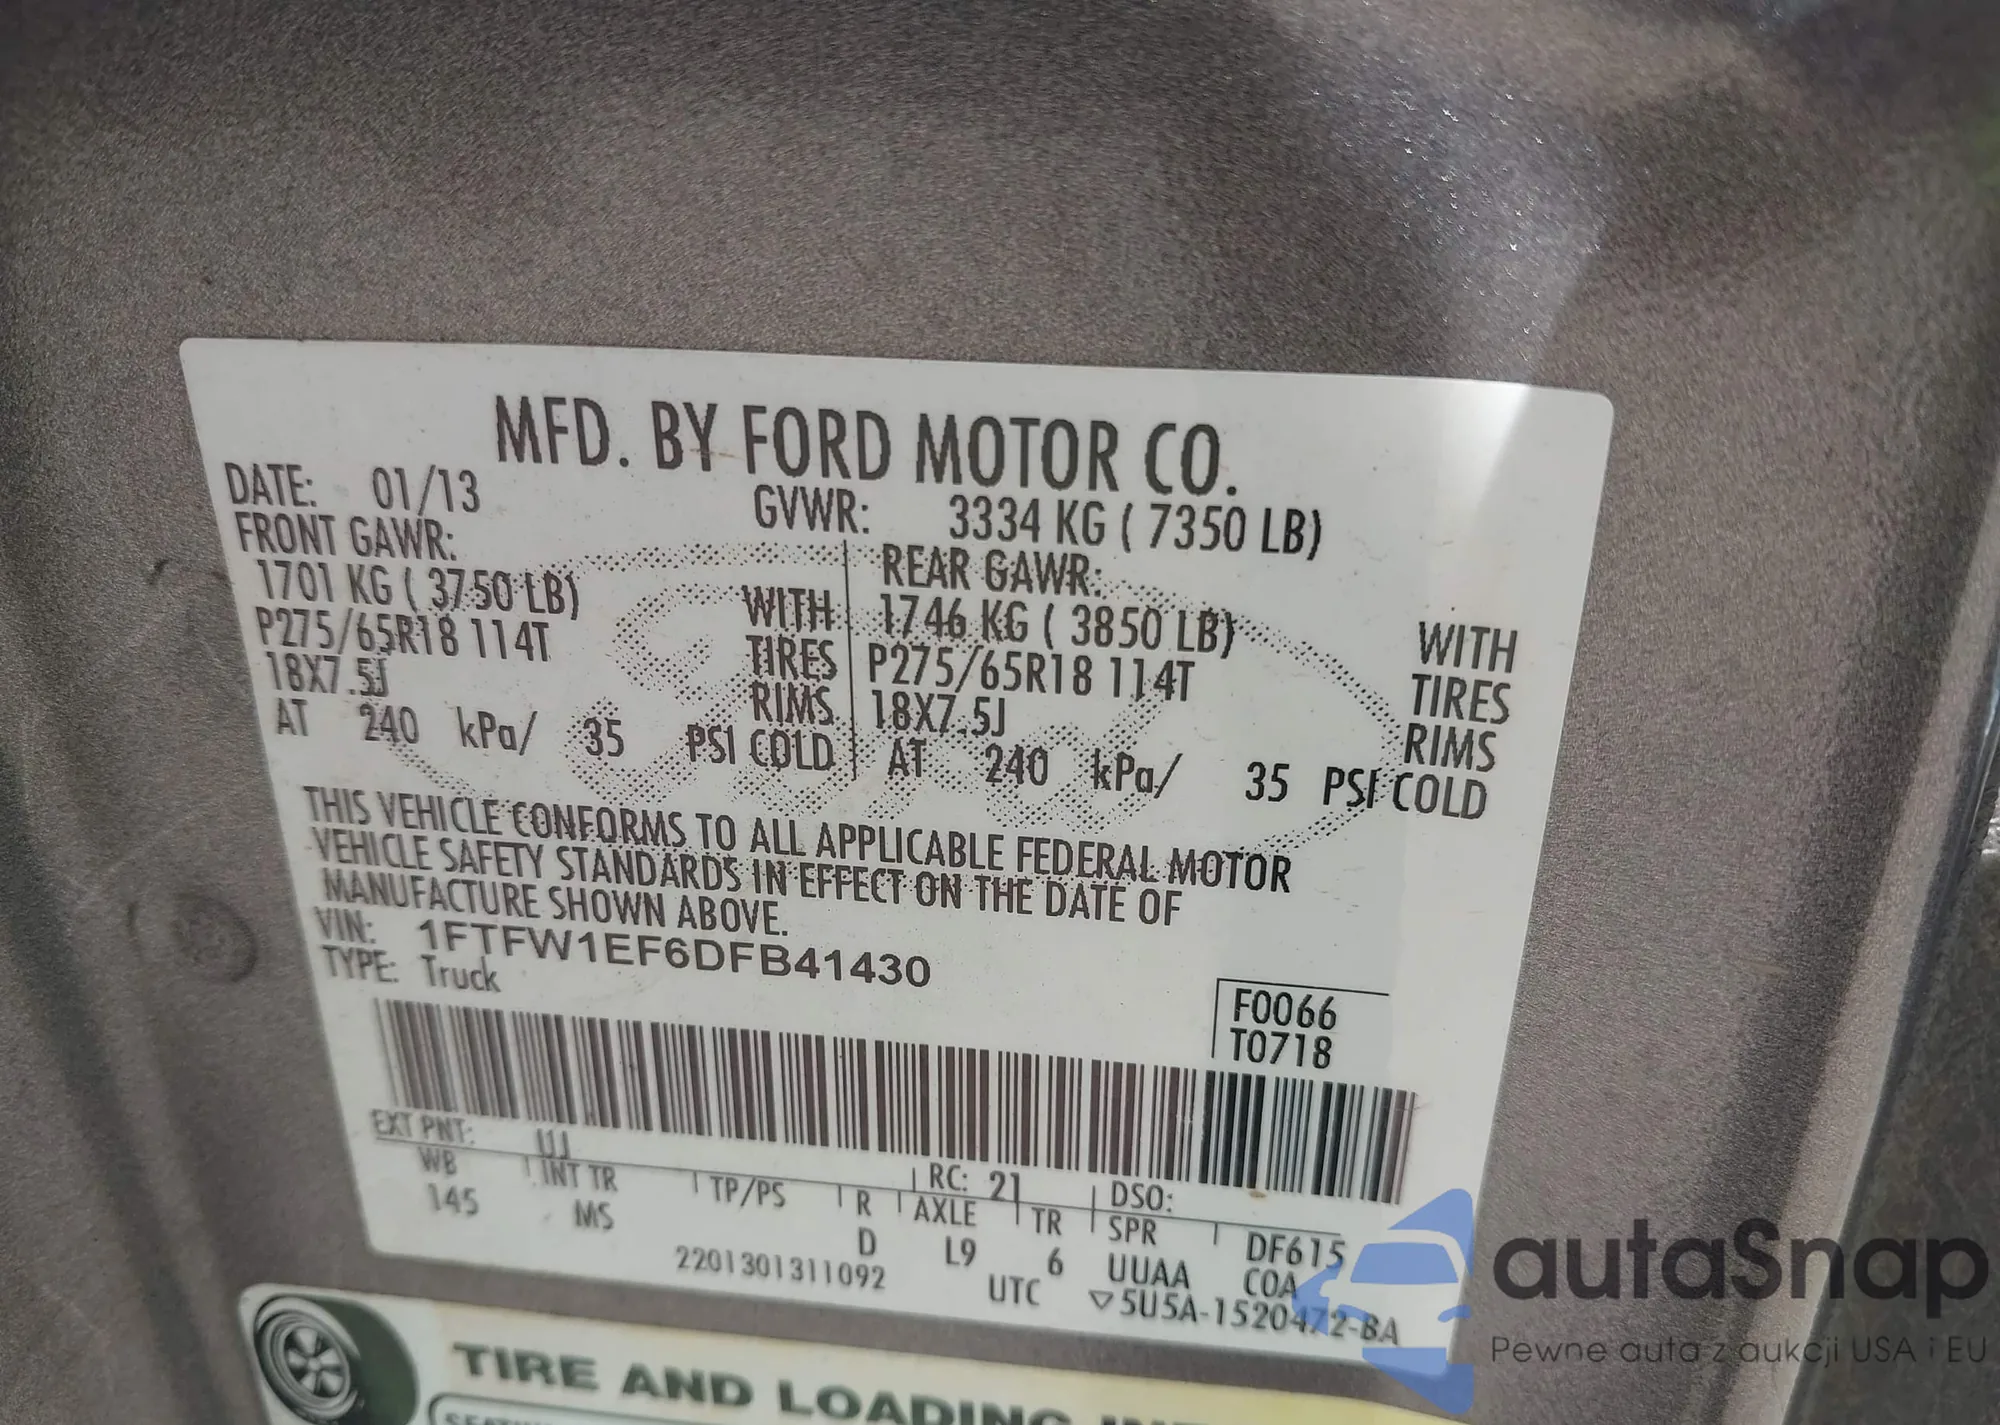 MFD. BY FORD MOTOR CO.
DATE: 01/13 GVWR: 3334 KG ( 7350 LB)
FRONT GAWR: REAR GAWR:
1701 KG ( 3750 LB) WITH 1746 KG ( 3850 LB) WITH
P275/65R18 114T TIRES P275/65R18 114T TIRES
18X7.5J RIMS 18X7.5J RIMS
AT 240 kPa/ 35 PSI COLD AT 240 kPa/ 35 PSI COLD
THIS VEHICLE CONFORMS TO ALL APPLICABLE FEDERAL MOTOR
VEHICLE SAFETY STANDARDS IN EFFECT ON THE DATE OF
MANUFACTURE SHOWN ABOVE.
VIN: 1FTFW1EF6DFB41430
TYPE: Truck
F0066
T0718
EXT PNT: UJ RC: 21 DSO:
WB INT TR TP/PS R AXLE TR SPR DF615
145 MS D L9 6 UUAA COA
2201301311092 UTC ▽5U5A-1520472-BA
TIRE AND LOADING
autaSnap
Pewne auta z aukcji USA i EU